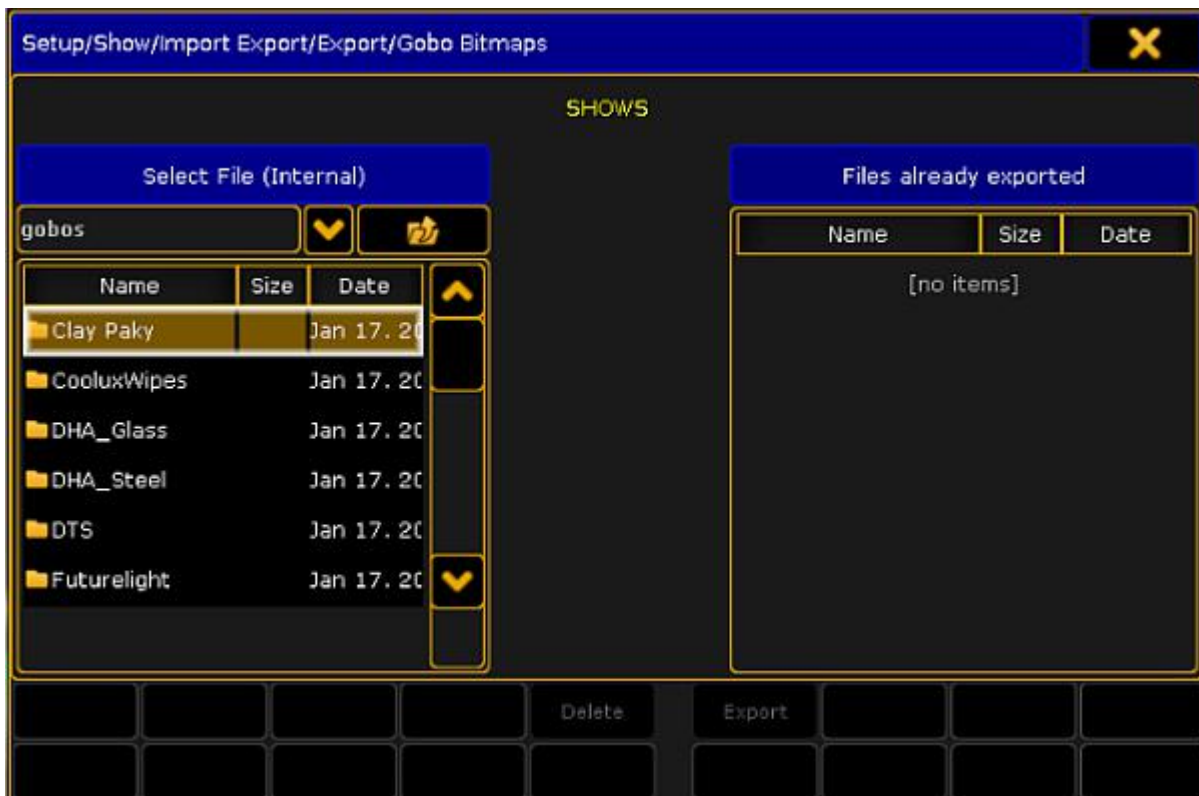 Setup/Show/Import Export/Export/Gobo Bitmaps
SHOWS
Select File (Internal)
Files already exported
gobos
Name Size Date
Name Size Date
[no items]
Clay Paky Jan 17. 20
CooluxWipes Jan 17. 20
DHA_Glass Jan 17. 20
DHA_Steel Jan 17. 20
DTS Jan 17. 20
Futurelight Jan 17. 20
Delete Export